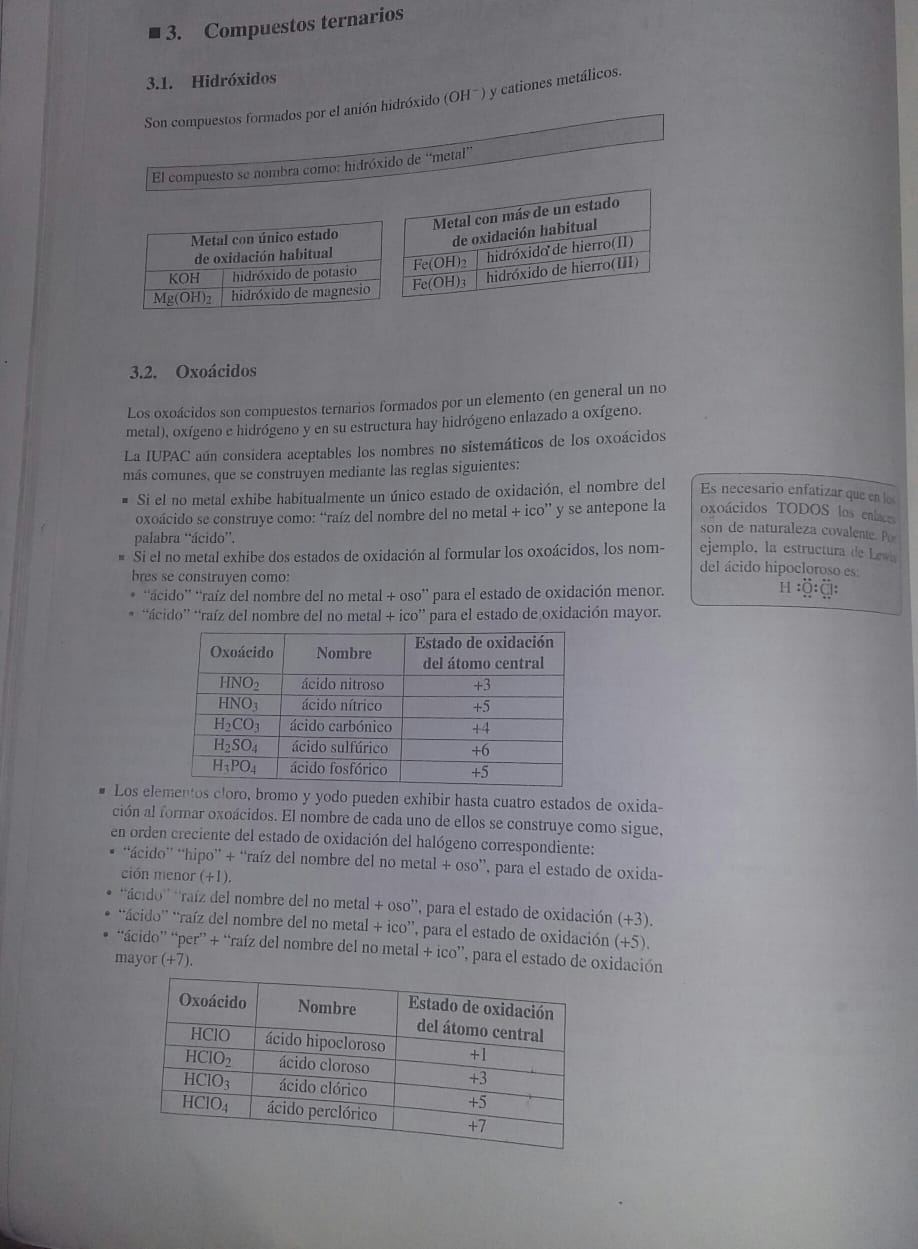 3. Compuestos ternarios
3.1. Hidróxidos
Son compuestos formados por el anión hidróxido (OH⁻) y cationes metálicos.
El compuesto se nombra como: hidróxido de “metal”
Metal con único estado
de oxidación habitual
KOH hidróxido de potasio
Mg(OH)₂ hidróxido de magnesio
Metal con más de un estado
de oxidación habitual
Fe(OH)₂ hidróxido de hierro(II)
Fe(OH)₃ hidróxido de hierro(III)
3.2. Oxoácidos
Los oxoácidos son compuestos ternarios formados por un elemento (en general un no
metal), oxígeno e hidrógeno y en su estructura hay hidrógeno enlazado a oxígeno.
La IUPAC aún considera aceptables los nombres no sistemáticos de los oxoácidos
más comunes, que se construyen mediante las reglas siguientes:
Si el no metal exhibe habitualmente un único estado de oxidación, el nombre del
oxoácido se construye como: “raíz del nombre del no metal + ico” y se antepone la
palabra “ácido”.
Si el no metal exhibe dos estados de oxidación al formular los oxoácidos, los nom-
bres se construyen como:
• “ácido” “raíz del nombre del no metal + oso” para el estado de oxidación menor.
• “ácido” “raíz del nombre del no metal + ico” para el estado de oxidación mayor.
Es necesario enfatizar que en los
oxoácidos TODOS los enlaces
son de naturaleza covalente. Por
ejemplo, la estructura de Lewis
del ácido hipocloroso es:
H :Ö: C̈l:
Oxoácido Nombre Estado de oxidación
del átomo central
HNO₂ ácido nitroso +3
HNO₃ ácido nítrico +5
H₂CO₃ ácido carbónico +4
H₂SO₄ ácido sulfúrico +6
H₃PO₄ ácido fosfórico +5
Los elementos cloro, bromo y yodo pueden exhibir hasta cuatro estados de oxida-
ción al formar oxoácidos. El nombre de cada uno de ellos se construye como sigue,
en orden creciente del estado de oxidación del halógeno correspondiente:
• “ácido” “hipo” + “raíz del nombre del no metal + oso”, para el estado de oxida-
ción menor (+1).
• “ácido” “raíz del nombre del no metal + oso”, para el estado de oxidación (+3).
• “ácido” “raíz del nombre del no metal + ico”, para el estado de oxidación (+5).
• “ácido” “per” + “raíz del nombre del no metal + ico”, para el estado de oxidación
mayor (+7).
Oxoácido Nombre Estado de oxidación
del átomo central
HClO ácido hipocloroso +1
HClO₂ ácido cloroso +3
HClO₃ ácido clórico +5
HClO₄ ácido perclórico +7